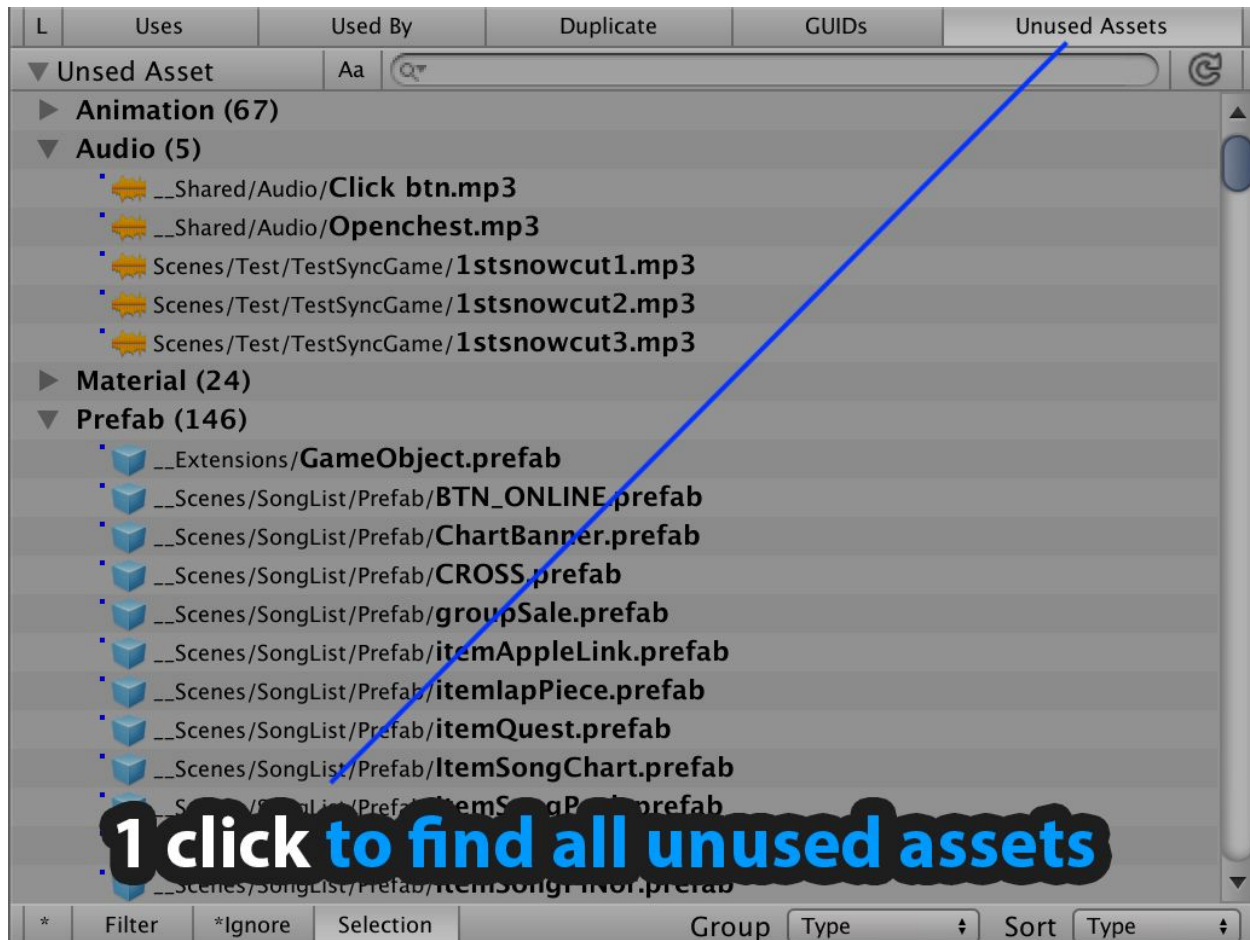 L Uses Used By Duplicate GUIDs Unused Assets
Unsed Asset Aa
Animation (67)
Audio (5)
__Shared/Audio/Click btn.mp3
__Shared/Audio/Openchest.mp3
Scenes/Test/TestSyncGame/1stsnowcut1.mp3
Scenes/Test/TestSyncGame/1stsnowcut2.mp3
Scenes/Test/TestSyncGame/1stsnowcut3.mp3
Material (24)
Prefab (146)
__Extensions/GameObject.prefab
__Scenes/SongList/Prefab/BTN_ONLINE.prefab
__Scenes/SongList/Prefab/ChartBanner.prefab
__Scenes/SongList/Prefab/CROSS.prefab
__Scenes/SongList/Prefab/groupSale.prefab
__Scenes/SongList/Prefab/itemAppleLink.prefab
__Scenes/SongList/Prefab/itemIapPiece.prefab
__Scenes/SongList/Prefab/itemQuest.prefab
__Scenes/SongList/Prefab/ItemSongChart.prefab
1 click to find all unused assets
* Filter *Ignore Selection Group Type Sort Type